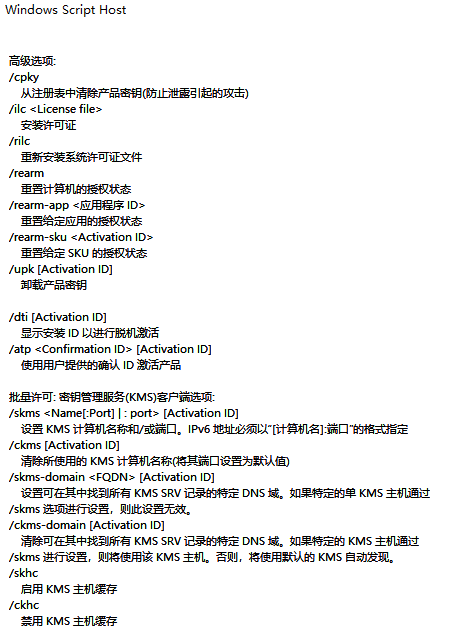 Windows Script Host
高级选项:
/cpky
从注册表中清除产品密钥(防止泄露引起的攻击)
/ilc <License file>
安装许可证
/rilc
重新安装系统许可证文件
/rearm
重置计算机的授权状态
/rearm-app <应用程序 ID>
重置给定应用的授权状态
/rearm-sku <Activation ID>
重置给定 SKU 的授权状态
/upk [Activation ID]
卸载产品密钥
/dti [Activation ID]
显示安装 ID 以进行脱机激活
/atp <Confirmation ID> [Activation ID]
使用用户提供的确认 ID 激活产品
批量许可: 密钥管理服务(KMS)客户端选项:
/skms <Name[:Port] | : port> [Activation ID]
设置 KMS 计算机名称和/或端口。IPv6 地址必须以"[计算机名]:端口"的格式指定
/ckms [Activation ID]
清除所使用的 KMS 计算机名称(将其端口设置为默认值)
/skms-domain <FQDN> [Activation ID]
设置可在其中找到所有 KMS SRV 记录的特定 DNS 域。如果特定的单 KMS 主机通过
/skms 选项进行设置，则此设置无效。
/ckms-domain [Activation ID]
清除可在其中找到所有 KMS SRV 记录的特定 DNS 域。如果特定的 KMS 主机通过
/skms 进行设置，则将使用该 KMS 主机。否则，将使用默认的 KMS 自动发现。
/skhc
启用 KMS 主机缓存
/ckhc
禁用 KMS 主机缓存